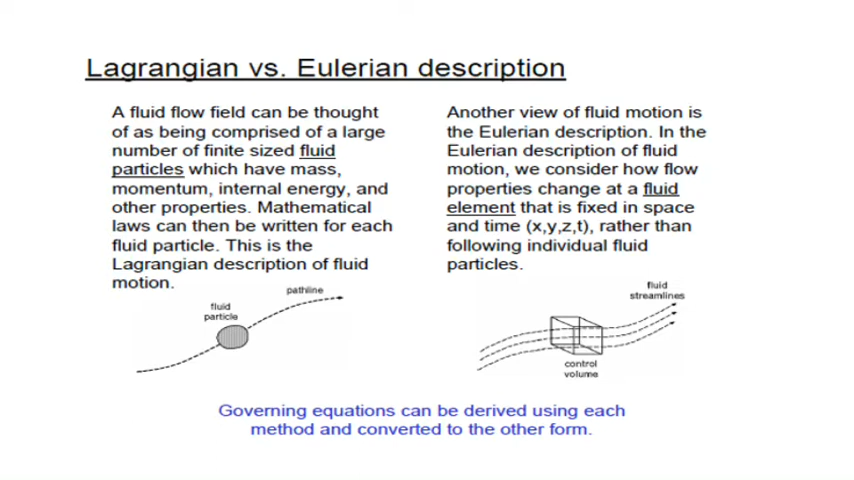 Lagrangian vs. Eulerian description
A fluid flow field can be thought
of as being comprised of a large
number of finite sized fluid
particles which have mass,
momentum, internal energy, and
other properties. Mathematical
laws can then be written for each
fluid particle. This is the
Lagrangian description of fluid
motion.
fluid
particle
pathline
Another view of fluid motion is
the Eulerian description. In the
Eulerian description of fluid
motion, we consider how flow
properties change at a fluid
element that is fixed in space
and time (x,y,z,t), rather than
following individual fluid
particles.
fluid
streamlines
control
volume
Governing equations can be derived using each
method and converted to the other form.